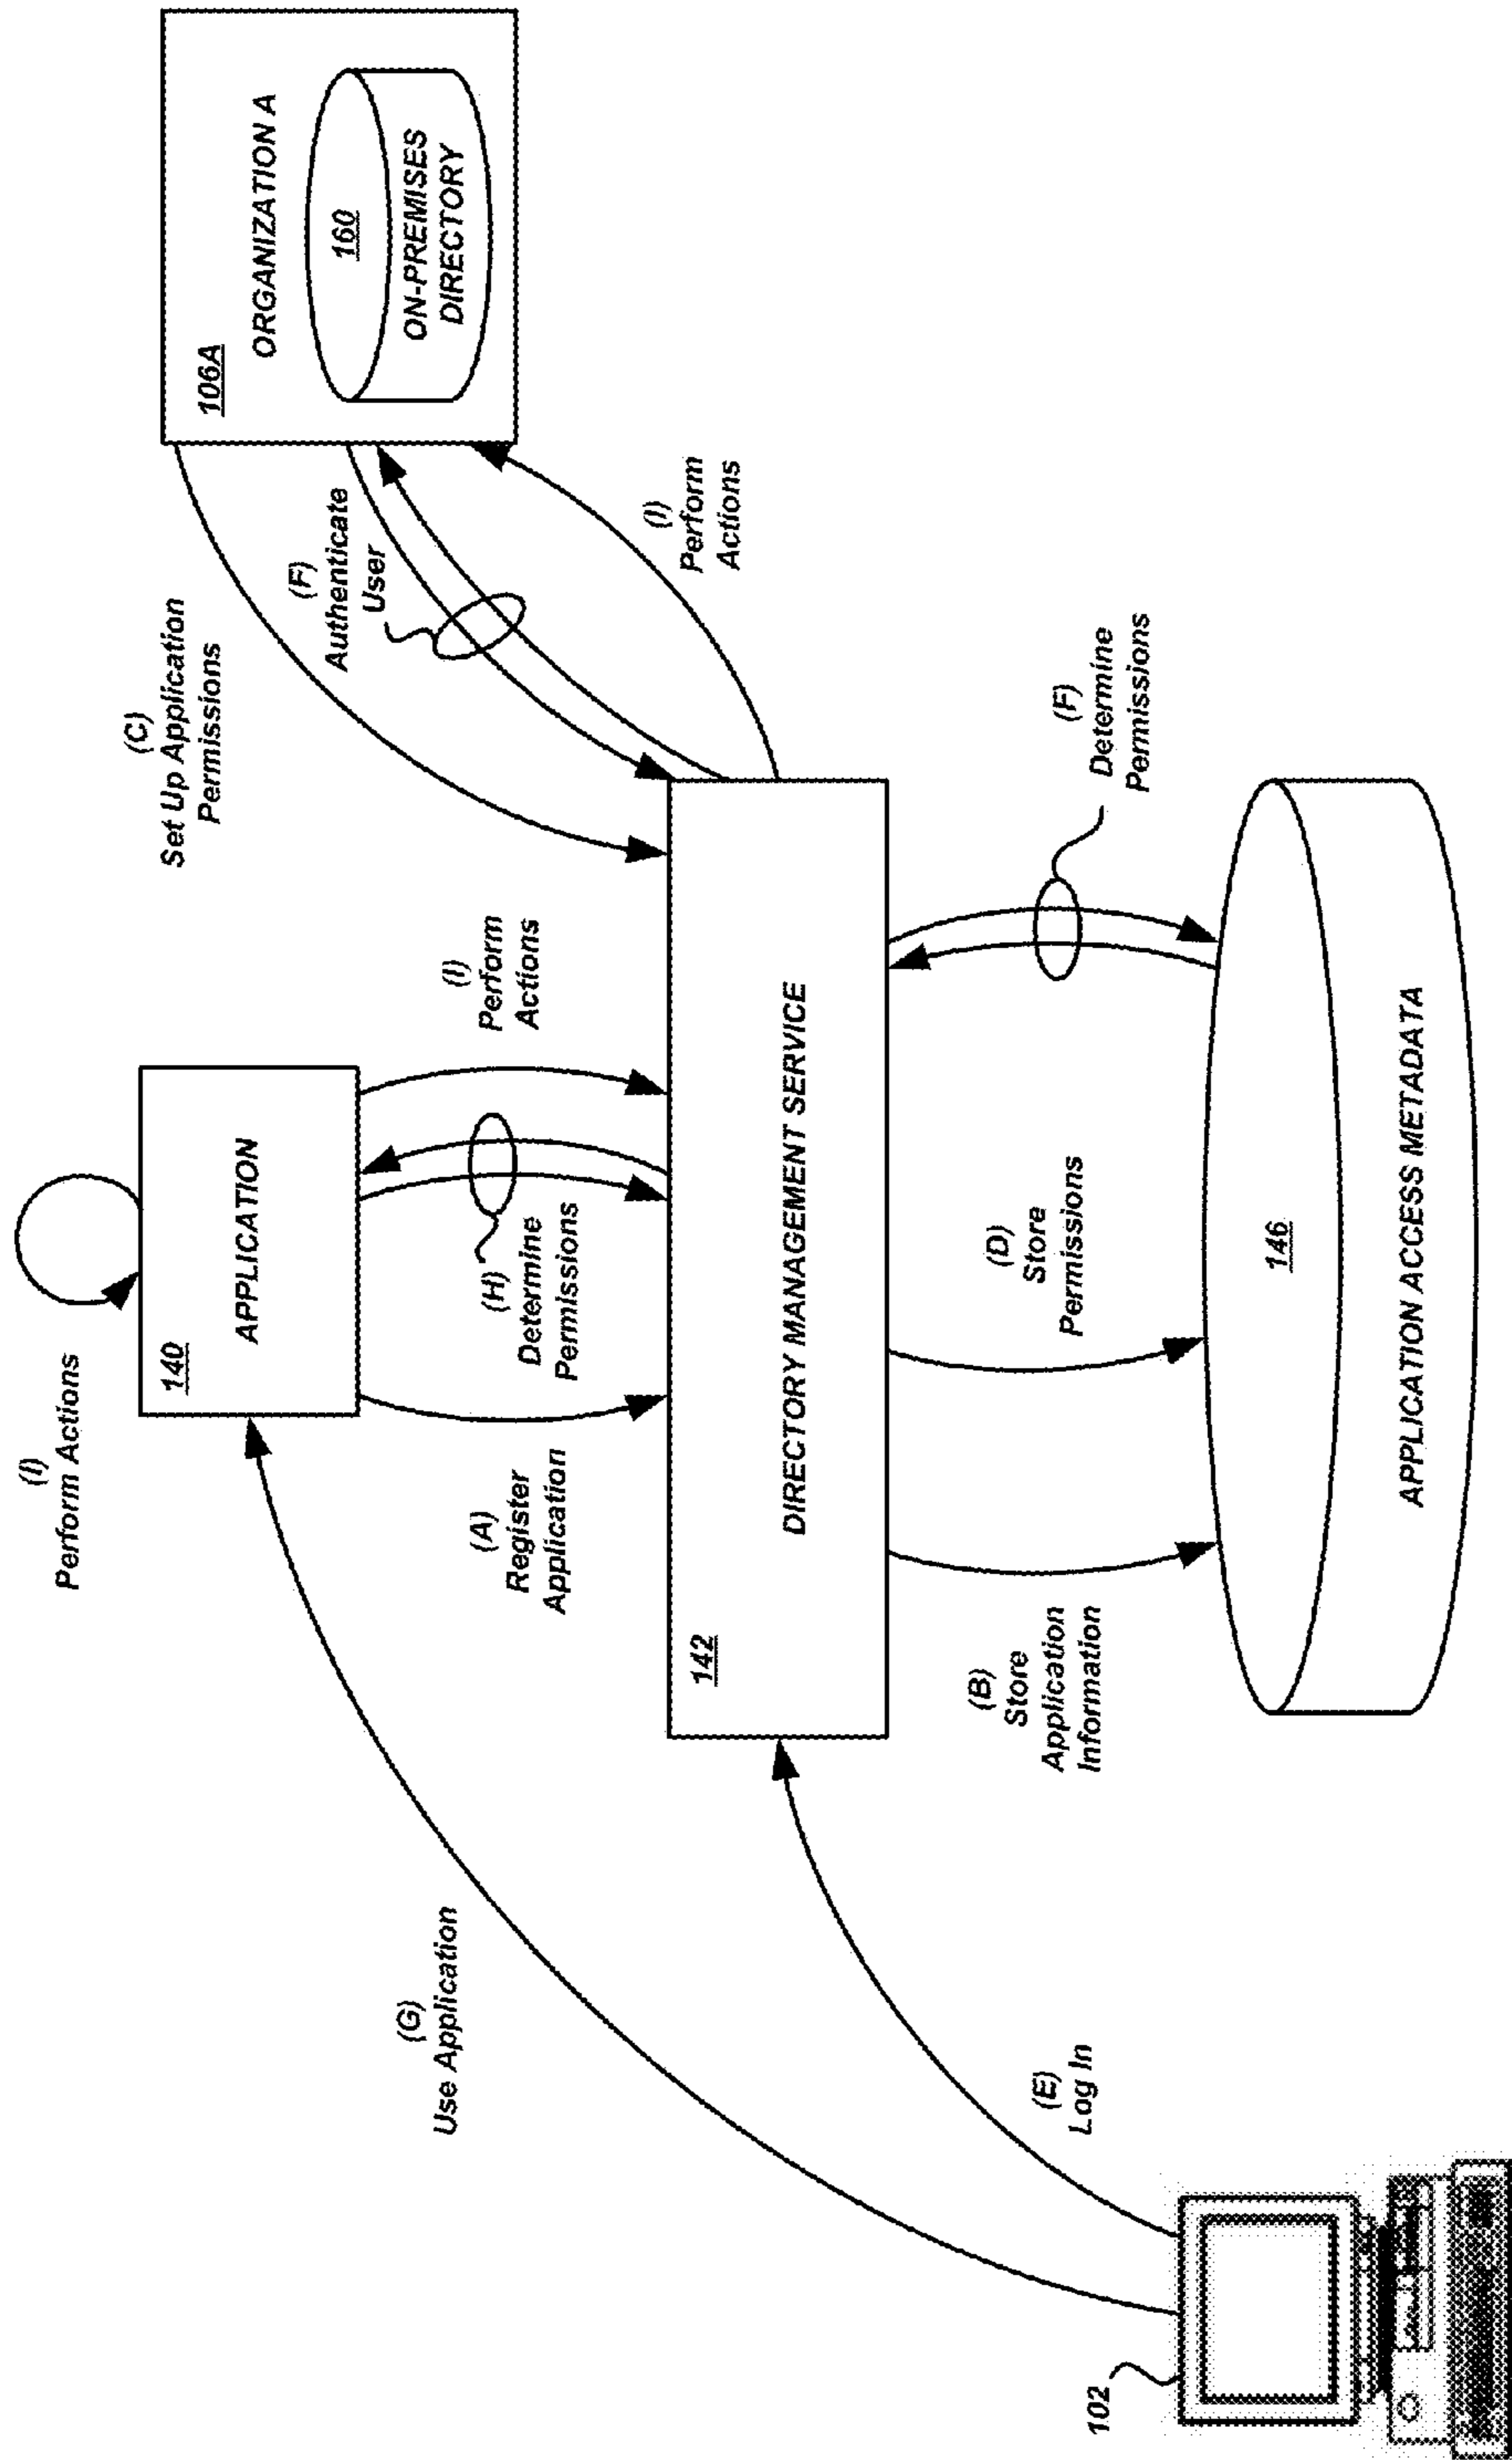 (I)
Perform Actions
140
APPLICATION
(G)
Use Application
(A)
Register
Application
(H)
Determine
Permissions
(I)
Perform
Actions
(C)
Set Up Application
Permissions
106A
ORGANIZATION A
160
ON-PREMISES
DIRECTORY
(F)
Authenticate
User
(I)
Perform
Actions
142
DIRECTORY MANAGEMENT SERVICE
(E)
Log In
(B)
Store
Application
Information
(D)
Store
Permissions
(F)
Determine
Permissions
102
146
APPLICATION ACCESS METADATA